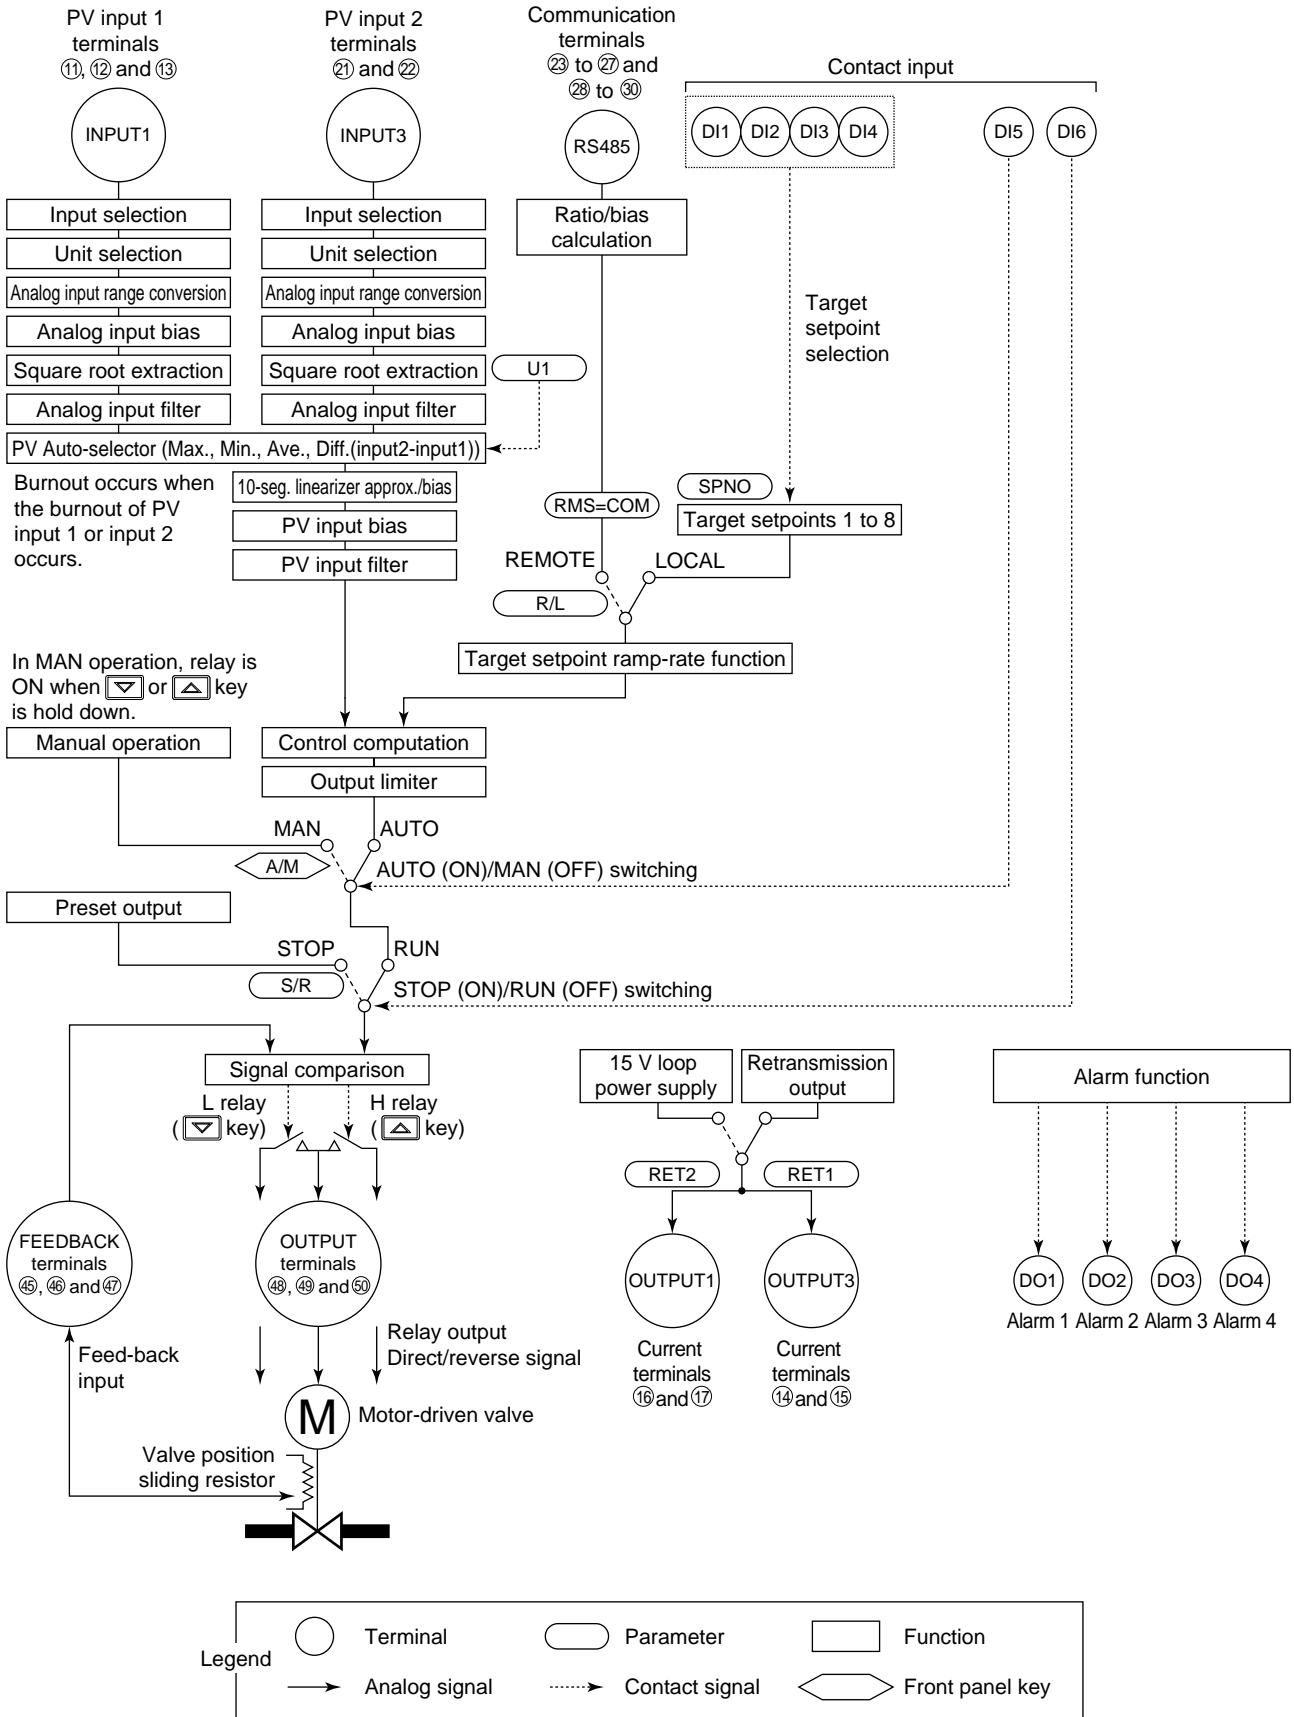 PV input 1
terminals
⑪, ⑫ and ⑬
INPUT1
PV input 2
terminals
㉑ and ㉒
INPUT3
Communication
terminals
㉓ to ㉗ and
㉘ to ㉚
RS485
Contact input
DI1 DI2 DI3 DI4
DI5
DI6
Input selection
Unit selection
Analog input range conversion
Analog input bias
Square root extraction
Analog input filter
Input selection
Unit selection
Analog input range conversion
Analog input bias
Square root extraction
Analog input filter
Ratio/bias
calculation
Target
setpoint
selection
U1
PV Auto-selector (Max., Min., Ave., Diff.(input2-input1))
Burnout occurs when
the burnout of PV
input 1 or input 2
occurs.
10-seg. linearizer approx./bias
PV input bias
PV input filter
RMS=COM
SPNO
Target setpoints 1 to 8
REMOTE
LOCAL
R/L
Target setpoint ramp-rate function
In MAN operation, relay is
ON when or key
is hold down.
Manual operation
Control computation
Output limiter
MAN
AUTO
A/M
AUTO (ON)/MAN (OFF) switching
Preset output
STOP
RUN
S/R
STOP (ON)/RUN (OFF) switching
Signal comparison
L relay
( key)
H relay
( key)
15 V loop
power supply
Retransmission
output
Alarm function
RET2
RET1
FEEDBACK
terminals
㊺, ㊻ and ㊼
OUTPUT
terminals
㊽, ㊾ and ㊿
OUTPUT1
OUTPUT3
DO1
DO2
DO3
DO4
Alarm 1 Alarm 2 Alarm 3 Alarm 4
Current
terminals
⑯ and ⑰
Current
terminals
⑭ and ⑮
Feed-back
input
Relay output
Direct/reverse signal
M
Motor-driven valve
Valve position
sliding resistor
Legend
Terminal
Parameter
Function
Analog signal
Contact signal
Front panel key